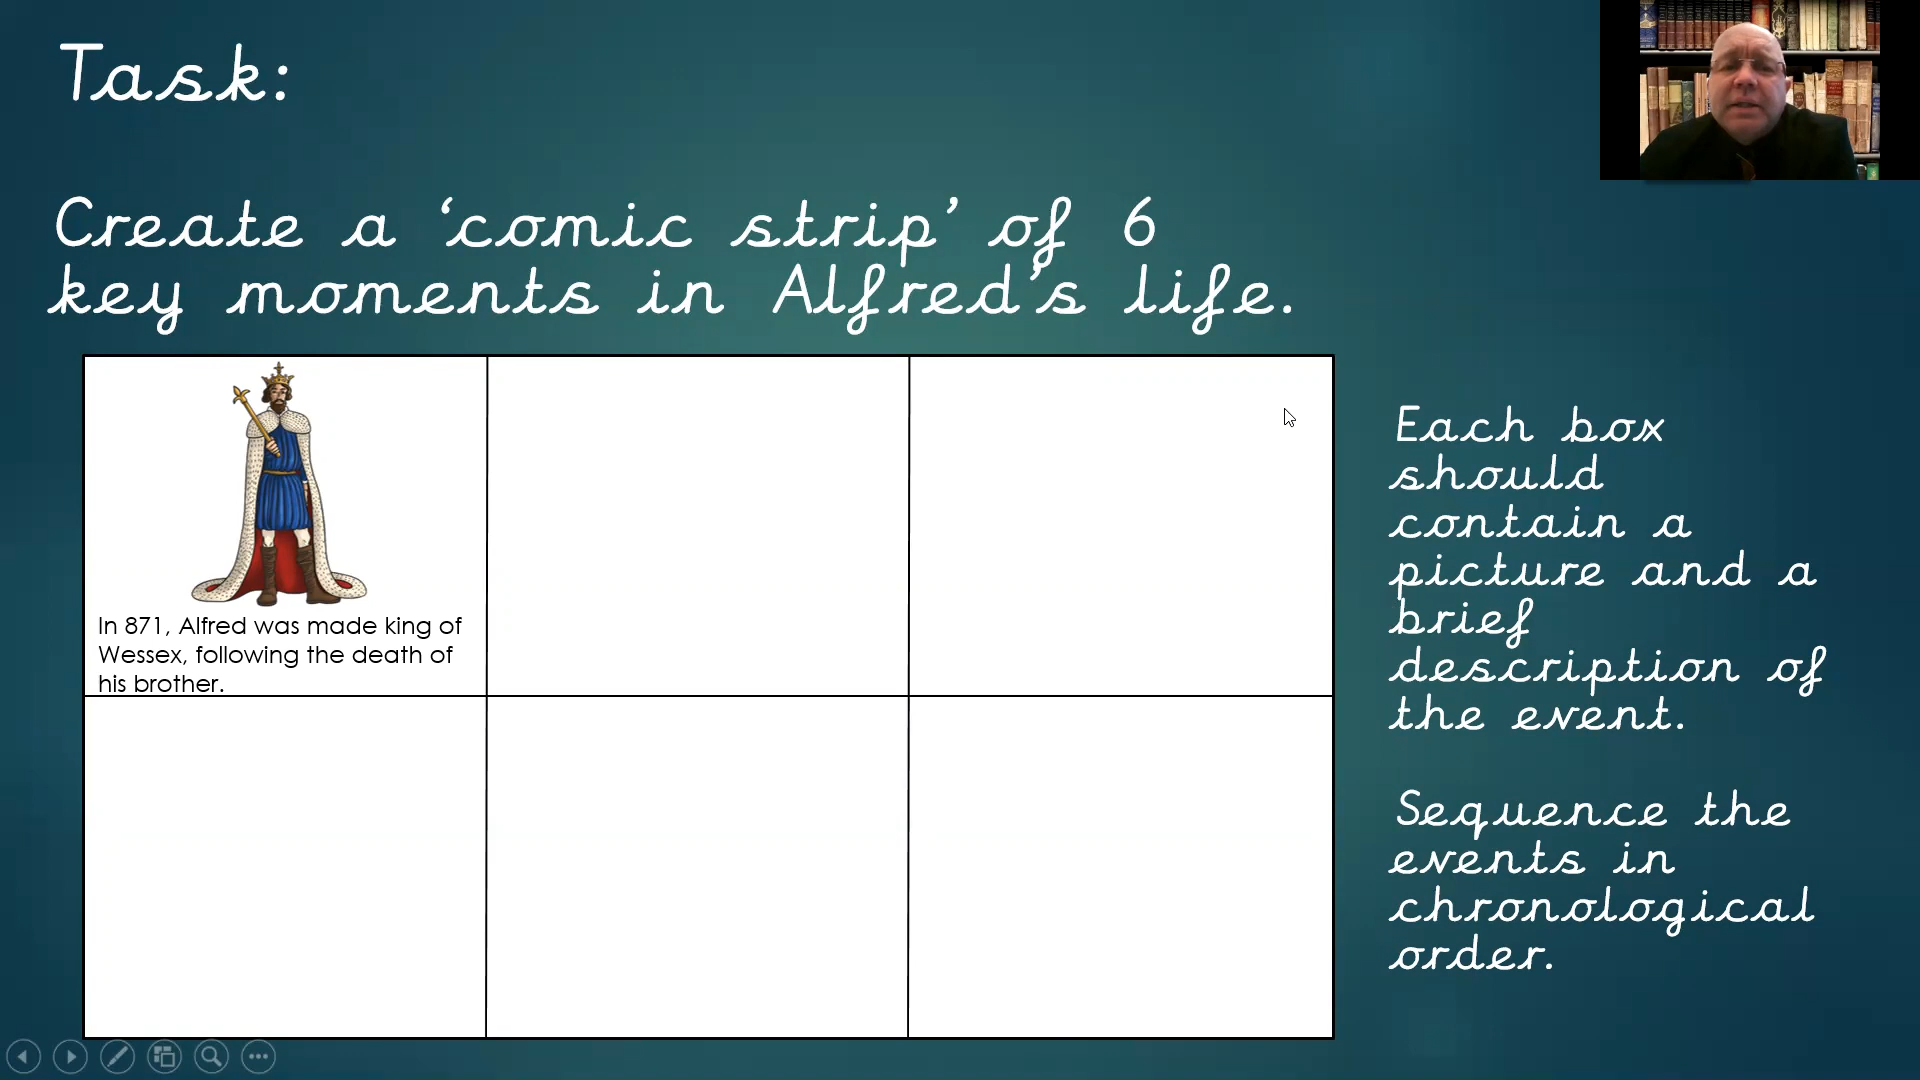 Task:
Create a ‘comic strip’ of 6
key moments in Alfred’s life.
In 871, Alfred was made king of
Wessex, following the death of
his brother.
Each box
should
contain a
picture and a
brief
description of
the event.
Sequence the
events in
chronological
order.